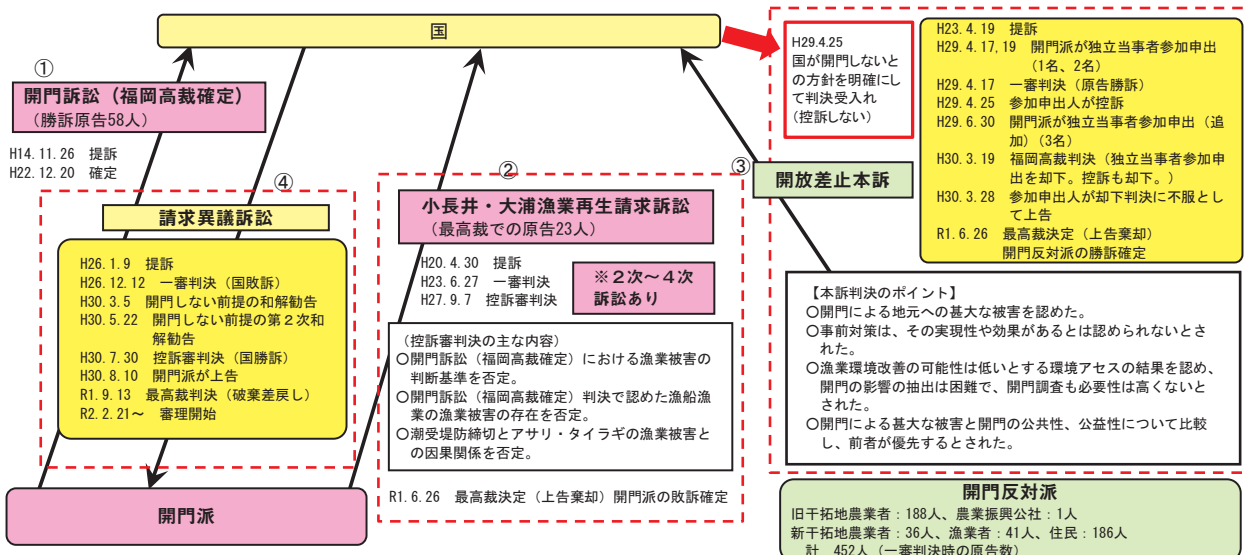 国
①
開門訴訟（福岡高裁確定）
（勝訴原告58人）
H14.11.26 提訴
H22.12.20 確定
④
請求異議訴訟
H26.1.9 提訴
H26.12.12 一審判決（国敗訴）
H30.3.5 開門しない前提の和解勧告
H30.5.22 開門しない前提の第２次和
解勧告
H30.7.30 控訴審判決（国勝訴）
H30.8.10 開門派が上告
R1.9.13 最高裁判決（破棄差戻し）
R2.2.21～ 審理開始
開門派
②
小長井・大浦漁業再生請求訴訟
（最高裁での原告23人）
H20.4.30 提訴
H23.6.27 一審判決
H27.9.7 控訴審判決
※２次～４次
訴訟あり
（控訴審判決の主な内容）
〇開門訴訟（福岡高裁確定）における漁業被害の
判断基準を否定。
〇開門訴訟（福岡高裁確定）判決で認めた漁船漁
業の漁業被害の存在を否定。
〇潮受堤防締切とアサリ・タイラギの漁業被害と
の因果関係を否定。
R1.6.26 最高裁決定（上告棄却）開門派の敗訴確定
③
開放差止本訴
H29.4.25
国が開門しないと
の方針を明確にし
て判決受入れ
（控訴しない）
H23.4.19 提訴
H29.4.17,19 開門派が独立当事者参加申出
（1名、2名）
H29.4.17 一審判決（原告勝訴）
H29.4.25 参加申出人が控訴
H29.6.30 開門派が独立当事者参加申出（追
加）（3名）
H30.3.19 福岡高裁判決（独立当事者参加申
出を却下。控訴も却下。）
H30.3.28 参加申出人が却下判決に不服とし
て上告
R1.6.26 最高裁決定（上告棄却）
開門反対派の勝訴確定
【本訴判決のポイント】
〇開門による地元への甚大な被害を認めた。
〇事前対策は、その実現性や効果があるとは認められないとさ
れた。
〇漁業環境改善の可能性は低いとする環境アセスの結果を認め、
開門の影響の抽出は困難で、開門調査も必要性は高くないと
された。
〇開門による甚大な被害と開門の公共性、公益性について比較
し、前者が優先するとされた。
開門反対派
旧干拓地農業者：188人、農業振興公社：1人
新干拓地農業者：36人、漁業者：41人、住民：186人
計 452人（一審判決時の原告数）